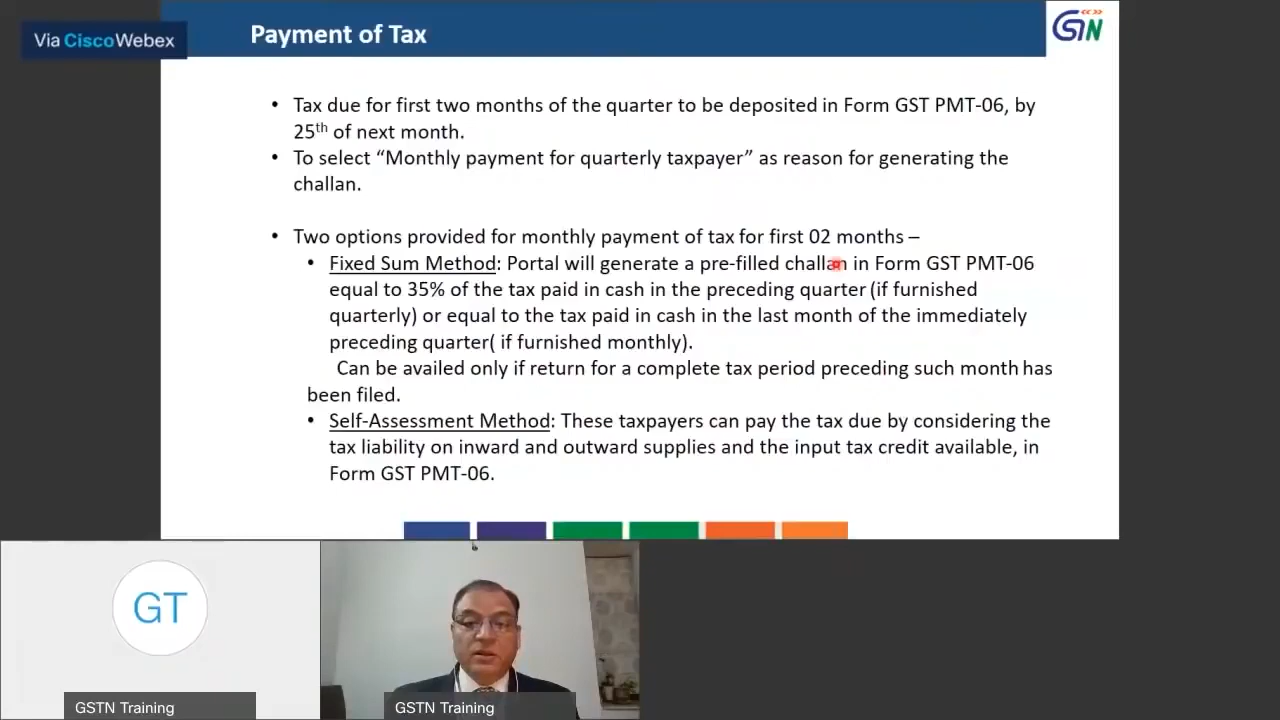 Via Cisco Webex
Payment of Tax
GSTN
• Tax due for first two months of the quarter to be deposited in Form GST PMT-06, by
25th of next month.
• To select “Monthly payment for quarterly taxpayer” as reason for generating the
challan.
• Two options provided for monthly payment of tax for first 02 months –
• Fixed Sum Method: Portal will generate a pre-filled challan in Form GST PMT-06
equal to 35% of the tax paid in cash in the preceding quarter (if furnished
quarterly) or equal to the tax paid in cash in the last month of the immediately
preceding quarter( if furnished monthly).
Can be availed only if return for a complete tax period preceding such month has
been filed.
• Self-Assessment Method: These taxpayers can pay the tax due by considering the
tax liability on inward and outward supplies and the input tax credit available, in
Form GST PMT-06.
GT
GSTN Training
GSTN Training